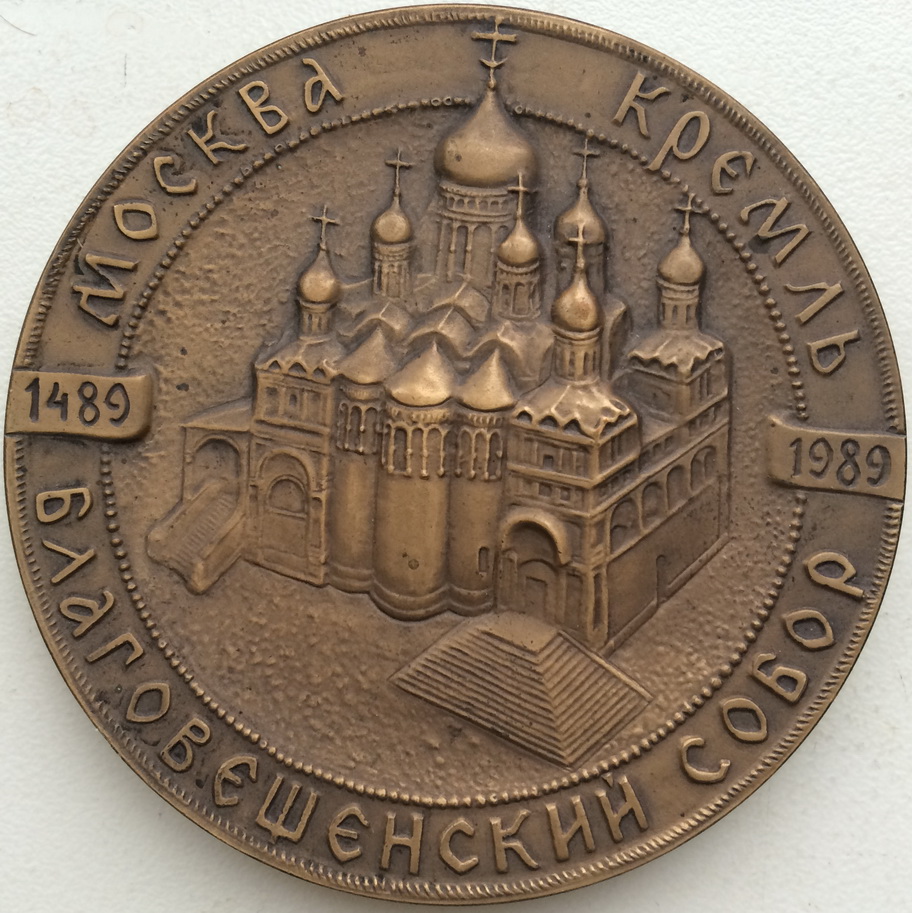 Москва Кремль
1489
1989
Благовещенский собор